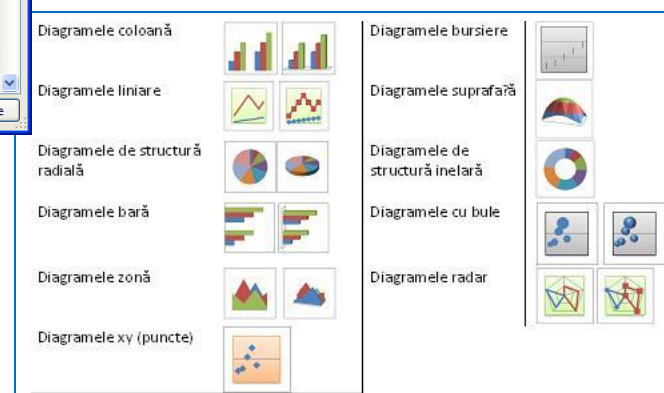 Diagramele coloană
Diagramele liniare
Diagramele de structură
radială
Diagramele bară
Diagramele zonă
Diagramele xy (puncte)
Diagramele bursiere
Diagramele suprafa?ă
Diagramele de
structură inelară
Diagramele cu bule
Diagramele radar